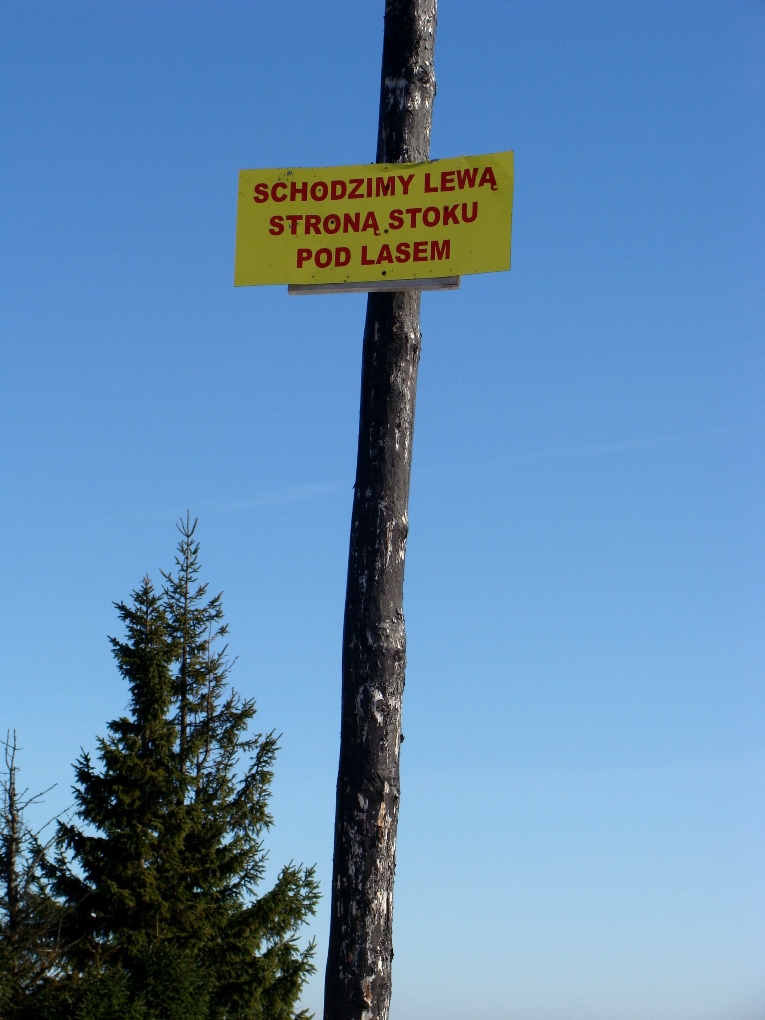 SCHODZIMY LEWĄ
STRONĄ STOKU
POD LASEM